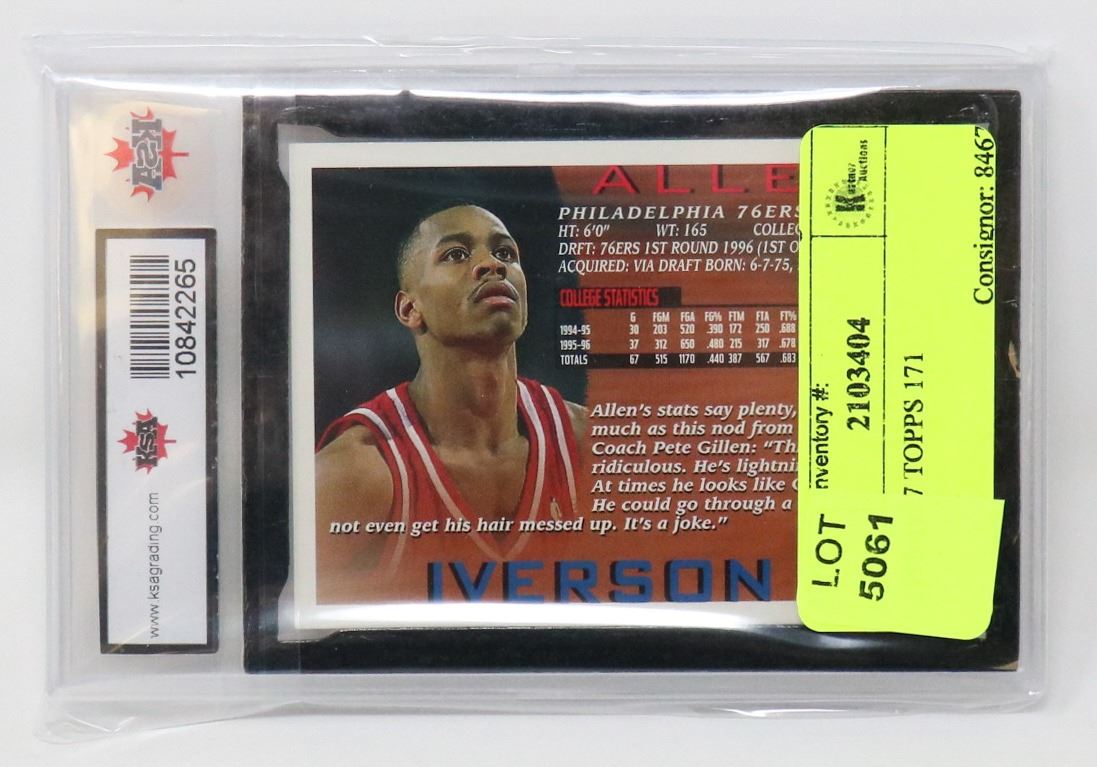 KSA
10842265
KSA
www.ksagrading.com
ALLE
PHILADELPHIA 76ERS
HT: 6'0" WT: 165 COLLEG
DRFT: 76ERS 1ST ROUND 1996 (1ST O
ACQUIRED: VIA DRAFT BORN: 6-7-75,
COLLEGE STATISTICS
G FGM FGA FG% FTM FTA FT%
1994-95 30 203 520 .390 172 250 .688
1995-96 37 312 650 .480 215 317 .678
TOTALS 67 515 1170 .440 387 567 .683
Allen's stats say plenty,
much as this nod from
Coach Pete Gillen: "Th
ridiculous. He's lightni
At times he looks like
He could go through a
not even get his hair messed up. It's a joke."
IVERSON
Kastner
Auctions
Consignor: 8467
nventory #:
2103404
7 TOPPS 171
LOT
5061